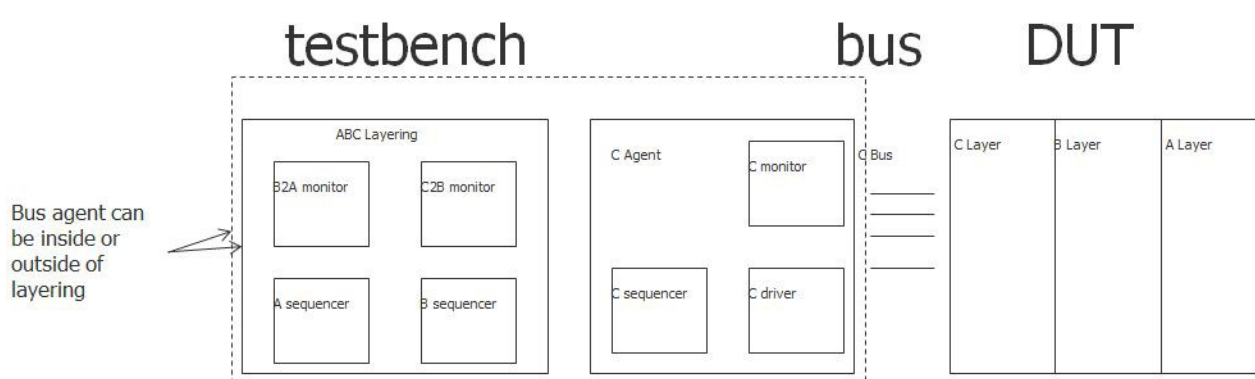 testbench
bus
DUT
ABC Layering
B2A monitor
C2B monitor
A sequencer
B sequencer
C Agent
C monitor
C sequencer
C driver
C Bus
C Layer
B Layer
A Layer
Bus agent can
be inside or
outside of
layering